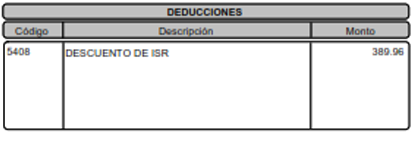 DEDUCCIONES
Código Descripción Monto
5408 DESCUENTO DE ISR 389.96